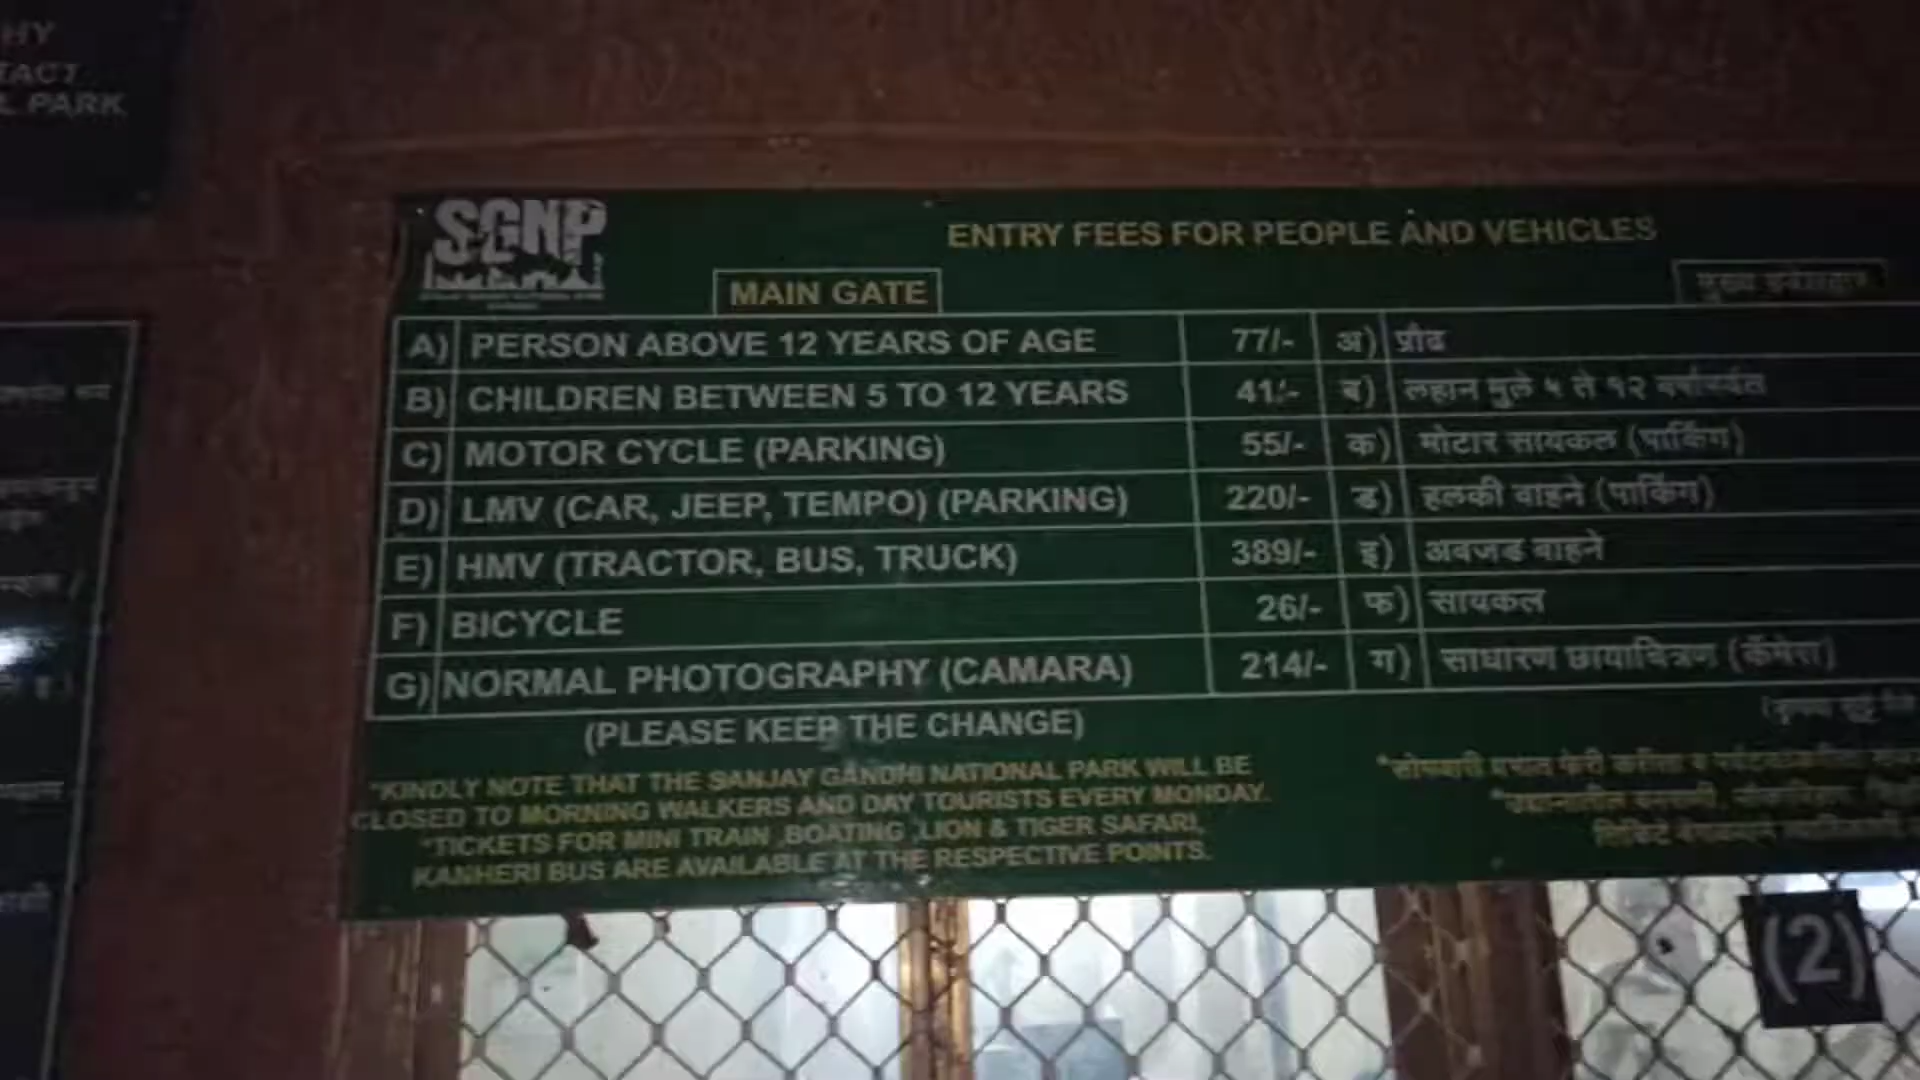 HY
TACT
L PARK
SGNP
ENTRY FEES FOR PEOPLE AND VEHICLES
MAIN GATE
मुख्य प्रवेशद्वार
A) PERSON ABOVE 12 YEARS OF AGE 77/- अ) प्रौढ
B) CHILDREN BETWEEN 5 TO 12 YEARS 41/- ब) लहान मुले ५ ते १२ वर्षापर्यंत
C) MOTOR CYCLE (PARKING) 55/- क) मोटार सायकल (पार्किंग)
D) LMV (CAR, JEEP, TEMPO) (PARKING) 220/- ड) हलकी वाहने (पार्किंग)
E) HMV (TRACTOR, BUS, TRUCK) 389/- इ) अवजड वाहने
F) BICYCLE 26/- फ) सायकल
G) NORMAL PHOTOGRAPHY (CAMARA) 214/- ग) साधारण छायाचित्रण (कॅमेरा)
(PLEASE KEEP THE CHANGE)
*KINDLY NOTE THAT THE SANJAY GANDHI NATIONAL PARK WILL BE
CLOSED TO MORNING WALKERS AND DAY TOURISTS EVERY MONDAY.
*TICKETS FOR MINI TRAIN ,BOATING ,LION & TIGER SAFARI,
KANHERI BUS ARE AVAILABLE AT THE RESPECTIVE POINTS.
(2)